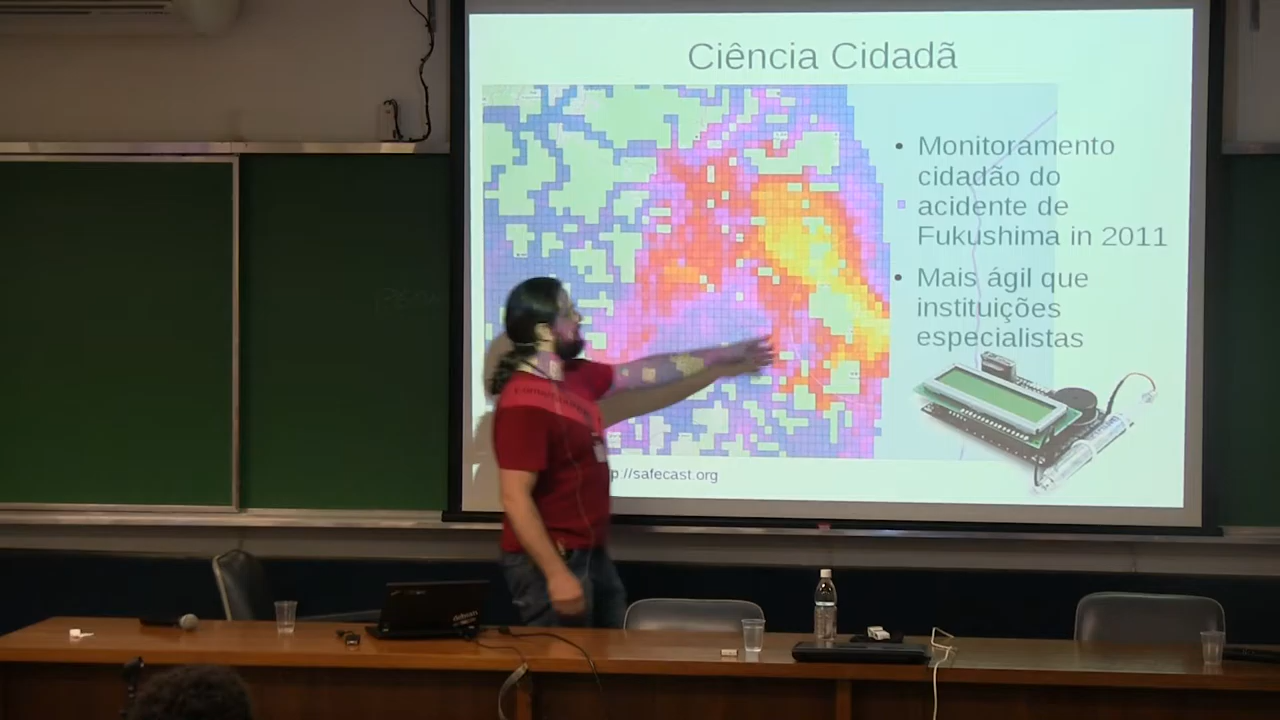 Ciência Cidadã
• Monitoramento
cidadão do
acidente de
Fukushima in 2011
• Mais ágil que
instituições
especialistas
p://safecast.org